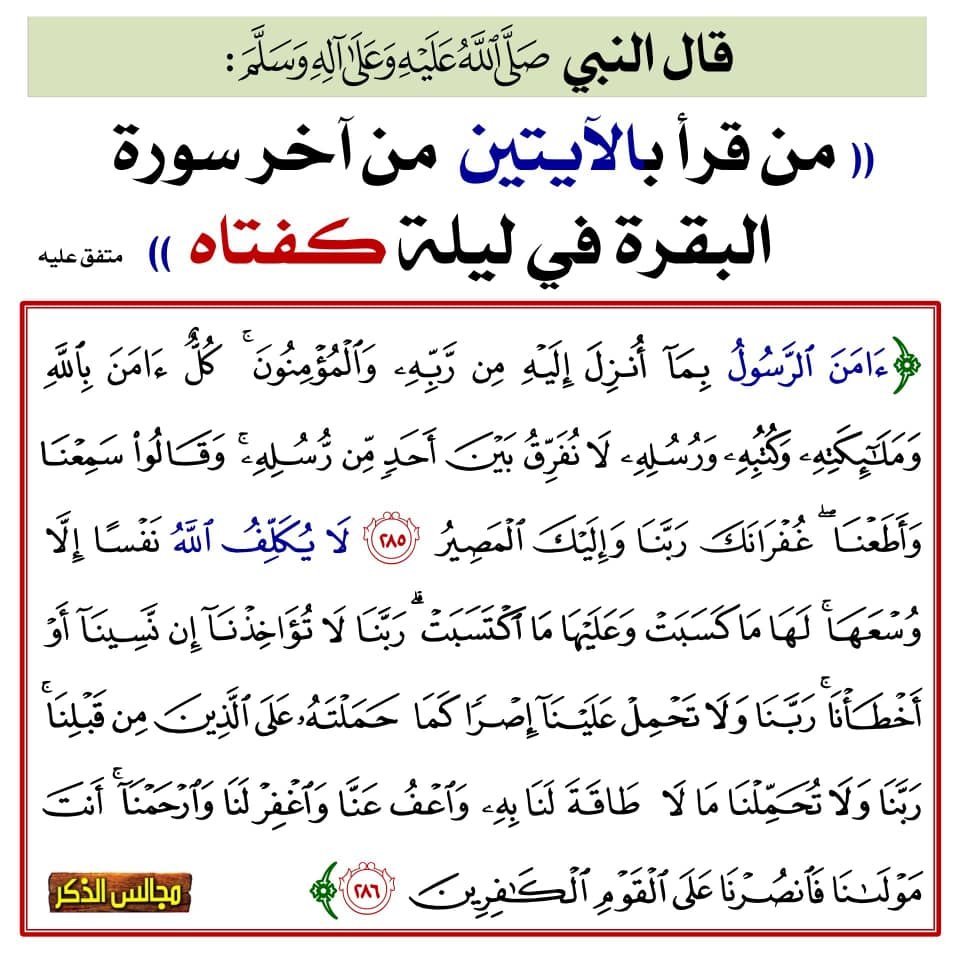 قال النبي صَلَّى ٱللَّهُ عَلَيْهِ وَعَلَىٰ آلِهِ وَسَلَّمَ :
(( من قرأ بالآيتين من آخر سورة
البقرة في ليلة كفتاه )) متفق عليه
﴿ ءَامَنَ ٱلرَّسُولُ بِمَآ أُنزِلَ إِلَيْهِ مِن رَّبِّهِۦ وَٱلْمُؤْمِنُونَ ۚ كُلٌّ ءَامَنَ بِٱللَّهِ
وَمَلَـٰٓئِكَتِهِۦ وَكُتُبِهِۦ وَرُسُلِهِۦ لَا نُفَرِّقُ بَيْنَ أَحَدٍ مِّن رُّسُلِهِۦ ۚ وَقَالُوا۟ سَمِعْنَا
وَأَطَعْنَا ۖ غُفْرَانَكَ رَبَّنَا وَإِلَيْكَ ٱلْمَصِيرُ ٢٨٥ لَا يُكَلِّفُ ٱللَّهُ نَفْسًا إِلَّا
وُسْعَهَا ۚ لَهَا مَا كَسَبَتْ وَعَلَيْهَا مَا ٱكْتَسَبَتْ ۗ رَبَّنَا لَا تُؤَاخِذْنَآ إِن نَّسِينَآ أَوْ
أَخْطَأْنَا ۚ رَبَّنَا وَلَا تَحْمِلْ عَلَيْنَآ إِصْرًا كَمَا حَمَلْتَهُۥ عَلَى ٱلَّذِينَ مِن قَبْلِنَا ۚ
رَبَّنَا وَلَا تُحَمِّلْنَا مَا لَا طَاقَةَ لَنَا بِهِۦ ۖ وَٱعْفُ عَنَّا وَٱغْفِرْ لَنَا وَٱرْحَمْنَآ ۚ أَنتَ
مَوْلَىٰنَا فَٱنصُرْنَا عَلَى ٱلْقَوْمِ ٱلْكَـٰفِرِينَ ٢٨٦ ﴾
مجالس الذكر